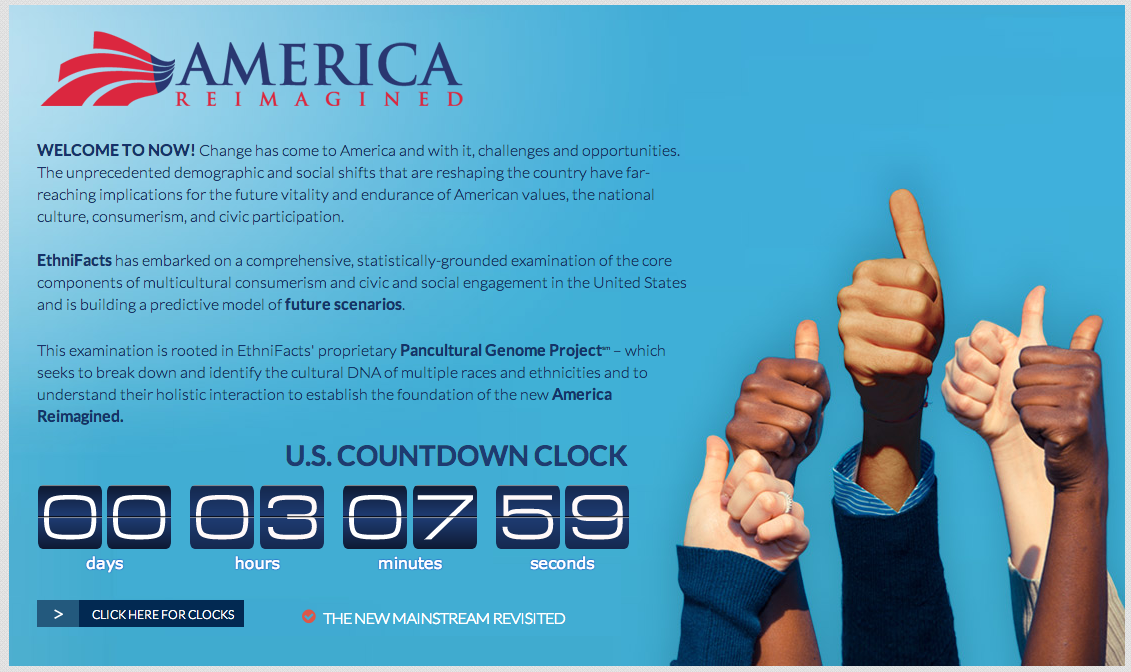 AMERICA
REIMAGINED
WELCOME TO NOW! Change has come to America and with it, challenges and opportunities.
The unprecedented demographic and social shifts that are reshaping the country have far-
reaching implications for the future vitality and endurance of American values, the national
culture, consumerism, and civic participation.
EthniFacts has embarked on a comprehensive, statistically-grounded examination of the core
components of multicultural consumerism and civic and social engagement in the United States
and is building a predictive model of future scenarios.
This examination is rooted in EthniFacts' proprietary Pancultural Genome Project℠ – which
seeks to break down and identify the cultural DNA of multiple races and ethnicities and to
understand their holistic interaction to establish the foundation of the new America
Reimagined.
U.S. COUNTDOWN CLOCK
00 03 07 59
days hours minutes seconds
> CLICK HERE FOR CLOCKS THE NEW MAINSTREAM REVISITED